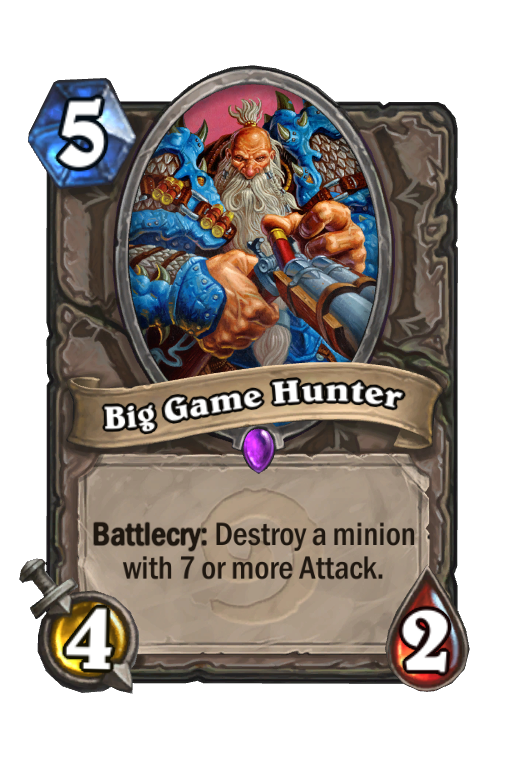 5
Big Game Hunter
Battlecry: Destroy a minion
with 7 or more Attack.
4
2